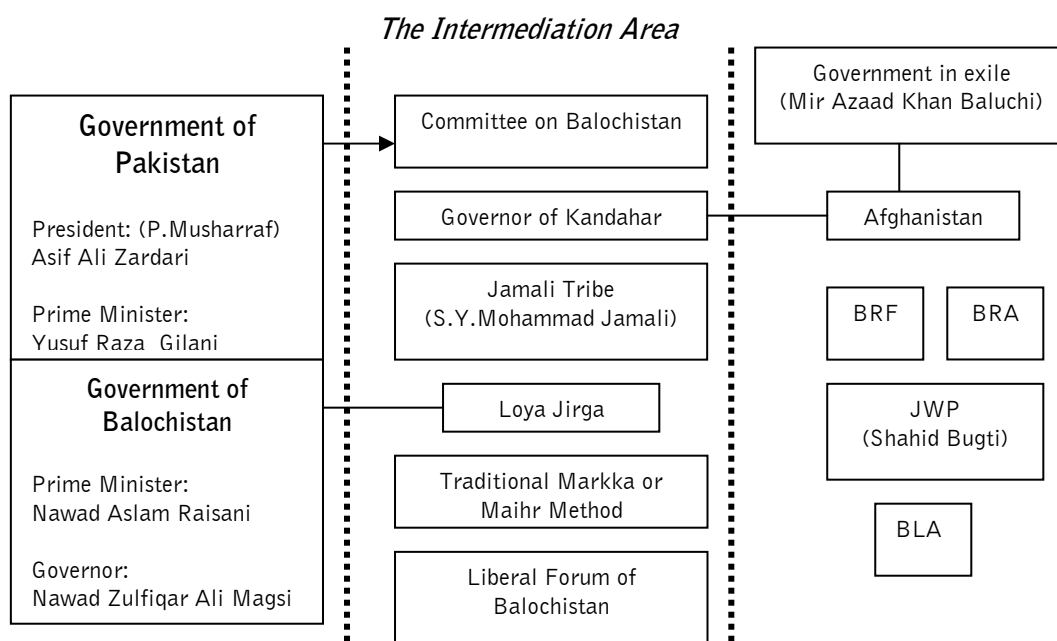 The Intermediation Area
Government of
Pakistan
President: (P.Musharraf)
Asif Ali Zardari
Prime Minister:
Yusuf Raza Gilani
Government of
Balochistan
Prime Minister:
Nawad Aslam Raisani
Governor:
Nawad Zulfiqar Ali Magsi
Committee on Balochistan
Governor of Kandahar
Jamali Tribe
(S.Y.Mohammad Jamali)
Loya Jirga
Traditional Markka or
Maihr Method
Liberal Forum of
Balochistan
Government in exile
(Mir Azaad Khan Baluchi)
Afghanistan
BRF
BRA
JWP
(Shahid Bugti)
BLA